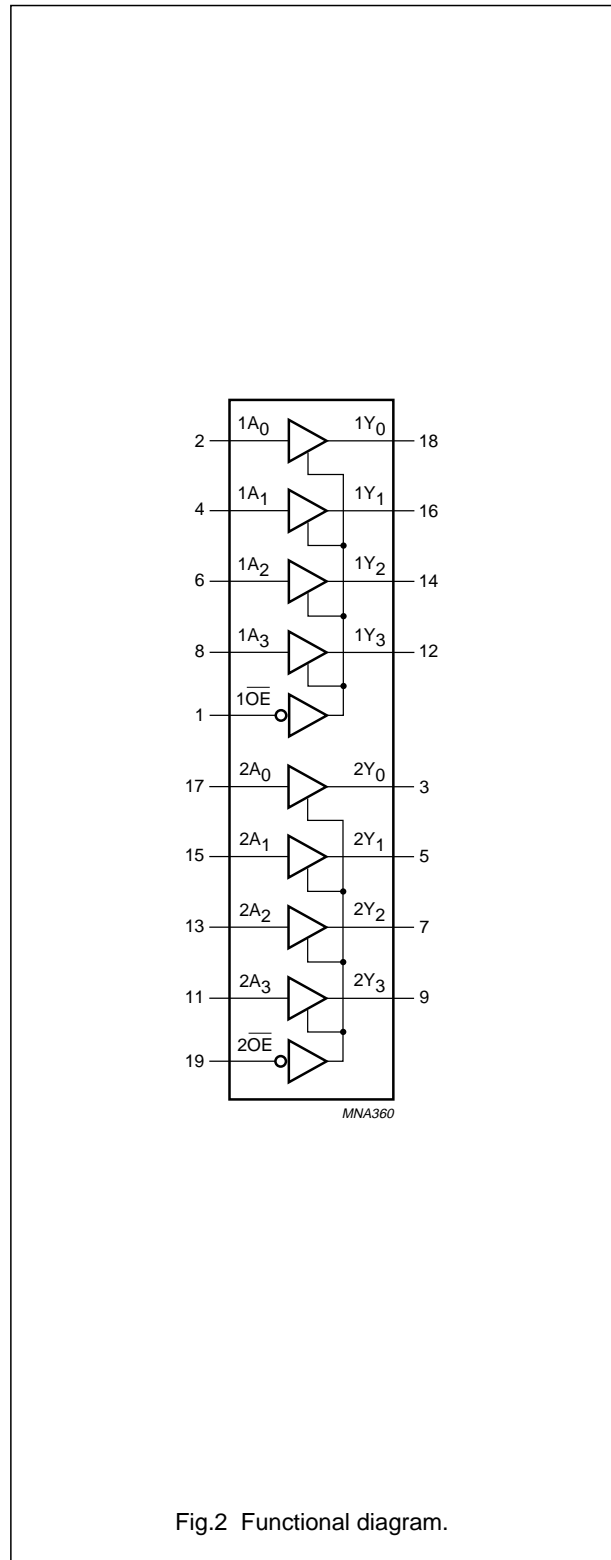 2 1A0 1Y0 18
4 1A1 1Y1 16
6 1A2 1Y2 14
8 1A3 1Y3 12
1 1O̅E̅
17 2A0 2Y0 3
15 2A1 2Y1 5
13 2A2 2Y2 7
11 2A3 2Y3 9
19 2O̅E̅
MNA360
Fig.2 Functional diagram.